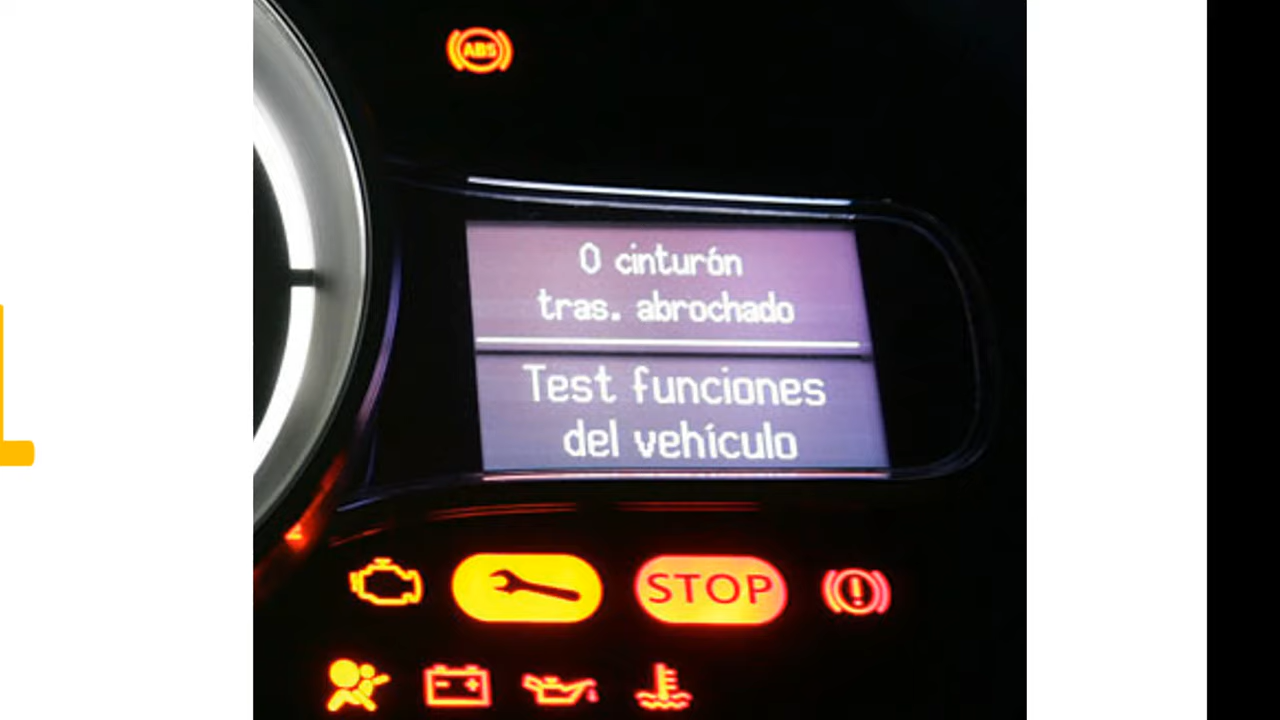 ABS
0 cinturón
tras. abrochado
Test funciones
del vehículo
STOP